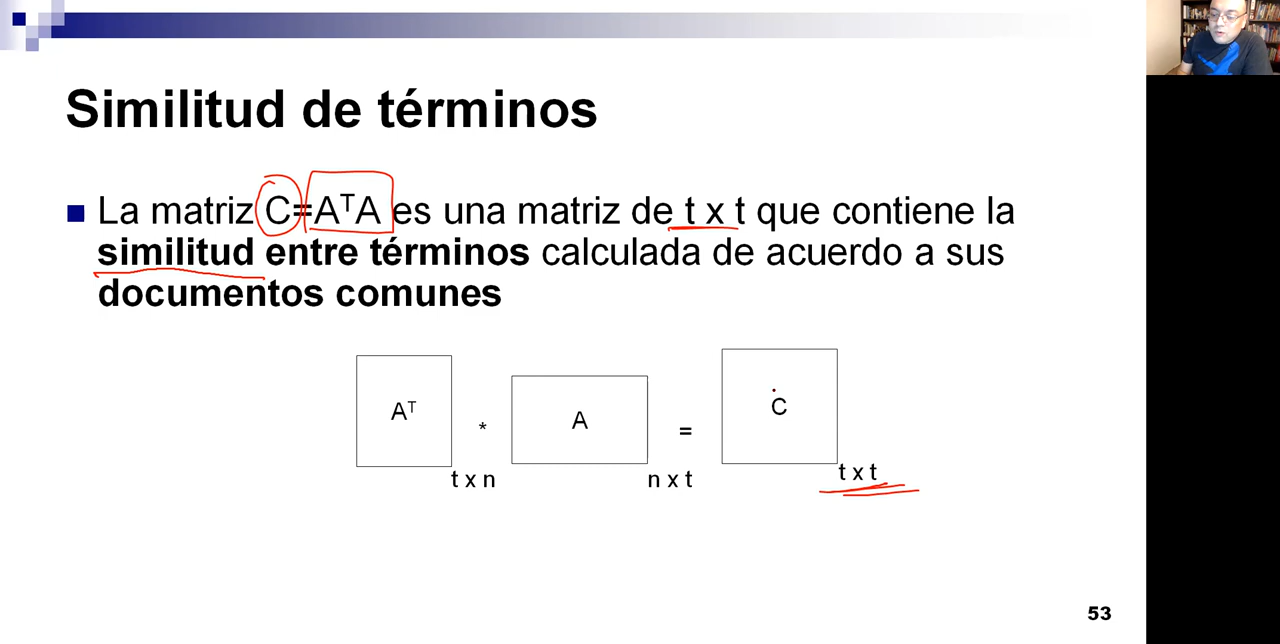 Similitud de términos
La matriz C=AᵀA es una matriz de t x t que contiene la
similitud entre términos calculada de acuerdo a sus
documentos comunes
Aᵀ * A = C
t x n n x t t x t
53